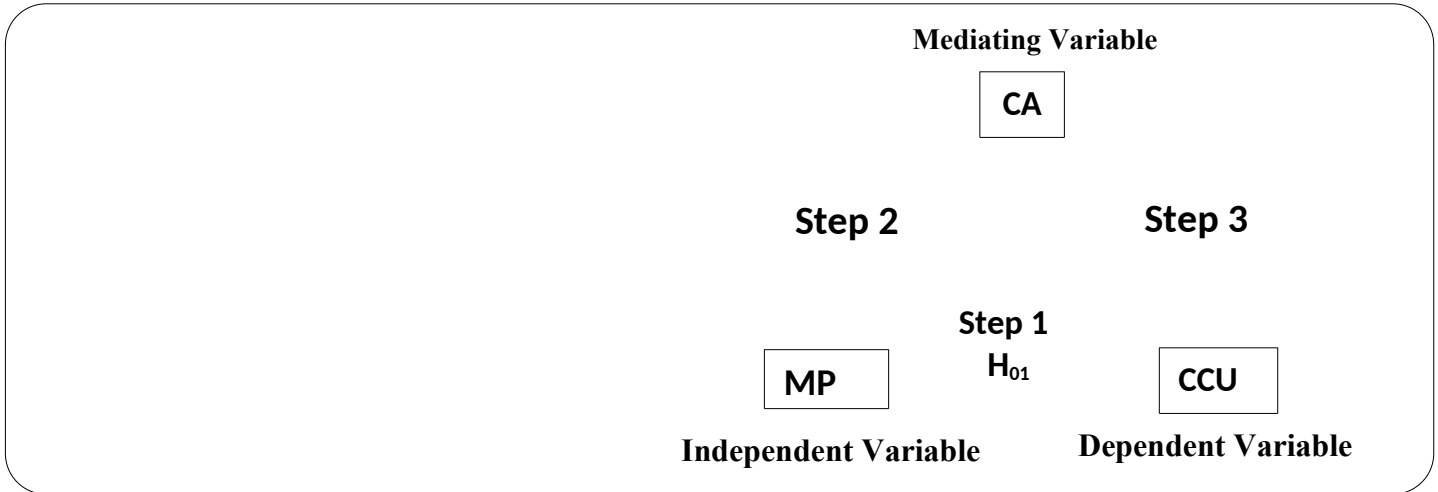 Mediating Variable
CA
Step 2
Step 3
Step 1
H₀₁
MP
CCU
Independent Variable
Dependent Variable